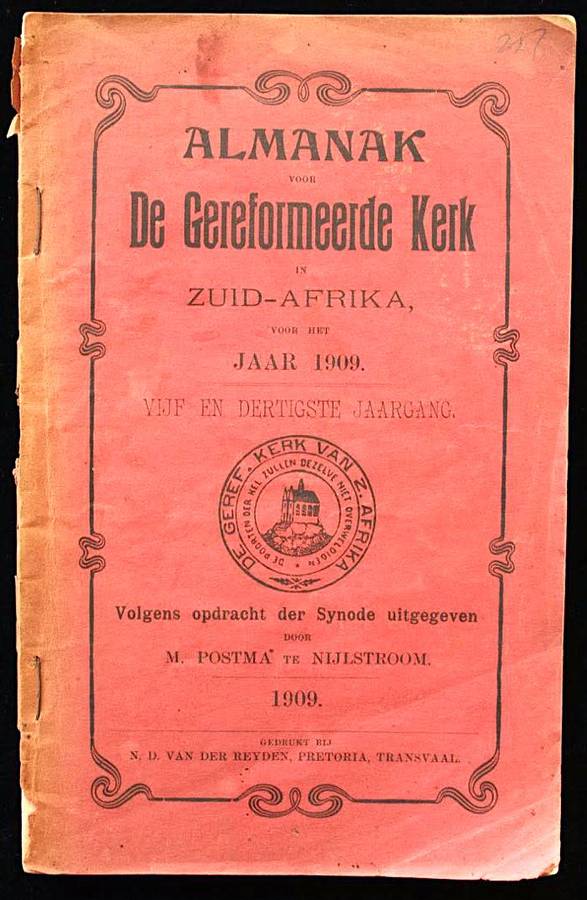 ALMANAK
VOOR
De Gereformeerde Kerk
IN
ZUID-AFRIKA,
VOOR HET
JAAR 1909.
VIJF EN DERTIGSTE JAARGANG.
DE GEREF. KERK VAN Z. AFRIKA
DE POORTEN DER HEL ZULLEN DEZELVE NIET OVERWELDIGEN
Volgens opdracht der Synode uitgegeven
DOOR
M. POSTMA TE NIJLSTROOM.
1909.
GEDRUKT BIJ
N. D. VAN DER REYDEN, PRETORIA, TRANSVAAL.